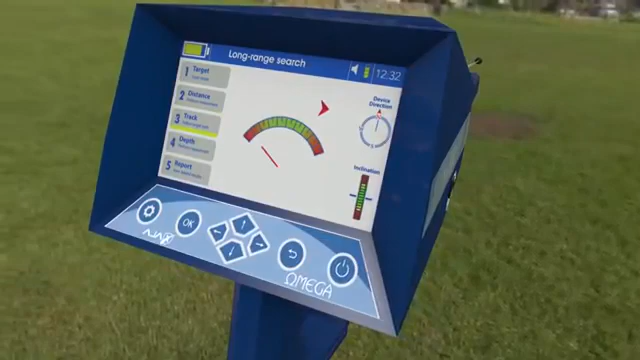 Long-range search
12:32
1 Target
2 Distance
3 Track
4 Depth
5 Report
Device
Direction
Inclination
OK
AJAX
ΩMEGA